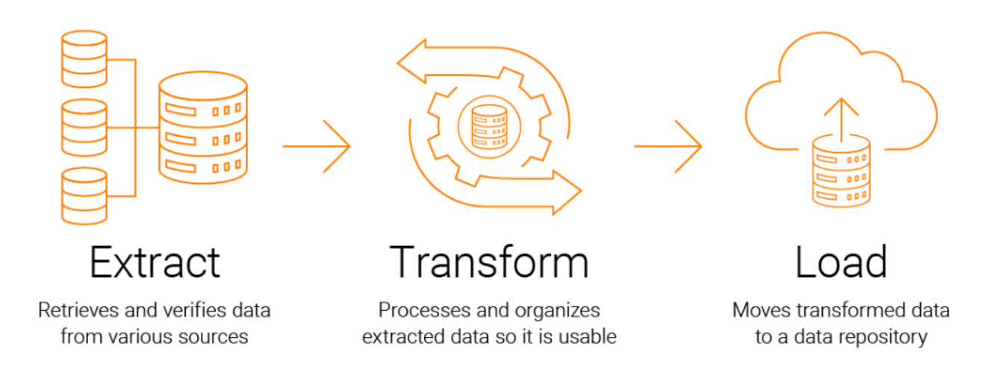 Extract
Retrieves and verifies data
from various sources
Transform
Processes and organizes
extracted data so it is usable
Load
Moves transformed data
to a data repository